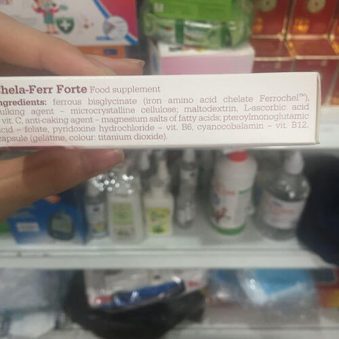 Chela-Ferr Forte Food supplement
Ingredients: ferrous bisglycinate (iron amino acid chelate Ferrochel™),
bulking agent – microcrystalline cellulose; maltodextrin, L-ascorbic acid
– vit. C, anti-caking agent – magnesium salts of fatty acids; pteroylmonoglutamic
acid – folate, pyridoxine hydrochloride – vit. B6, cyanocobalamin – vit. B12,
capsule (gelatine, colour: titanium dioxide).